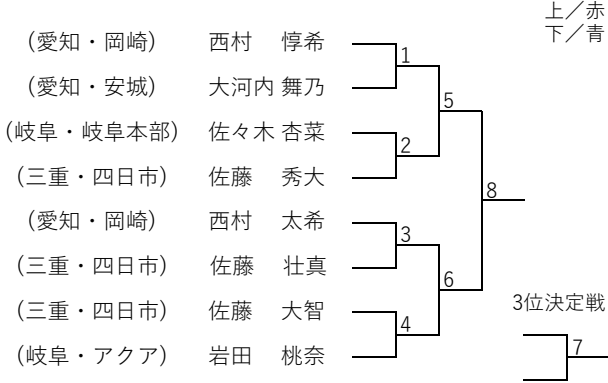 上／赤
下／青
(愛知・岡崎) 西村 惇希
(愛知・安城) 大河内 舞乃
(岐阜・岐阜本部) 佐々木 杏菜
(三重・四日市) 佐藤 秀大
(愛知・岡崎) 西村 太希
(三重・四日市) 佐藤 壮真
(三重・四日市) 佐藤 大智
(岐阜・アクア) 岩田 桃奈
1
2
3
4
5
6
8
3位決定戦
7